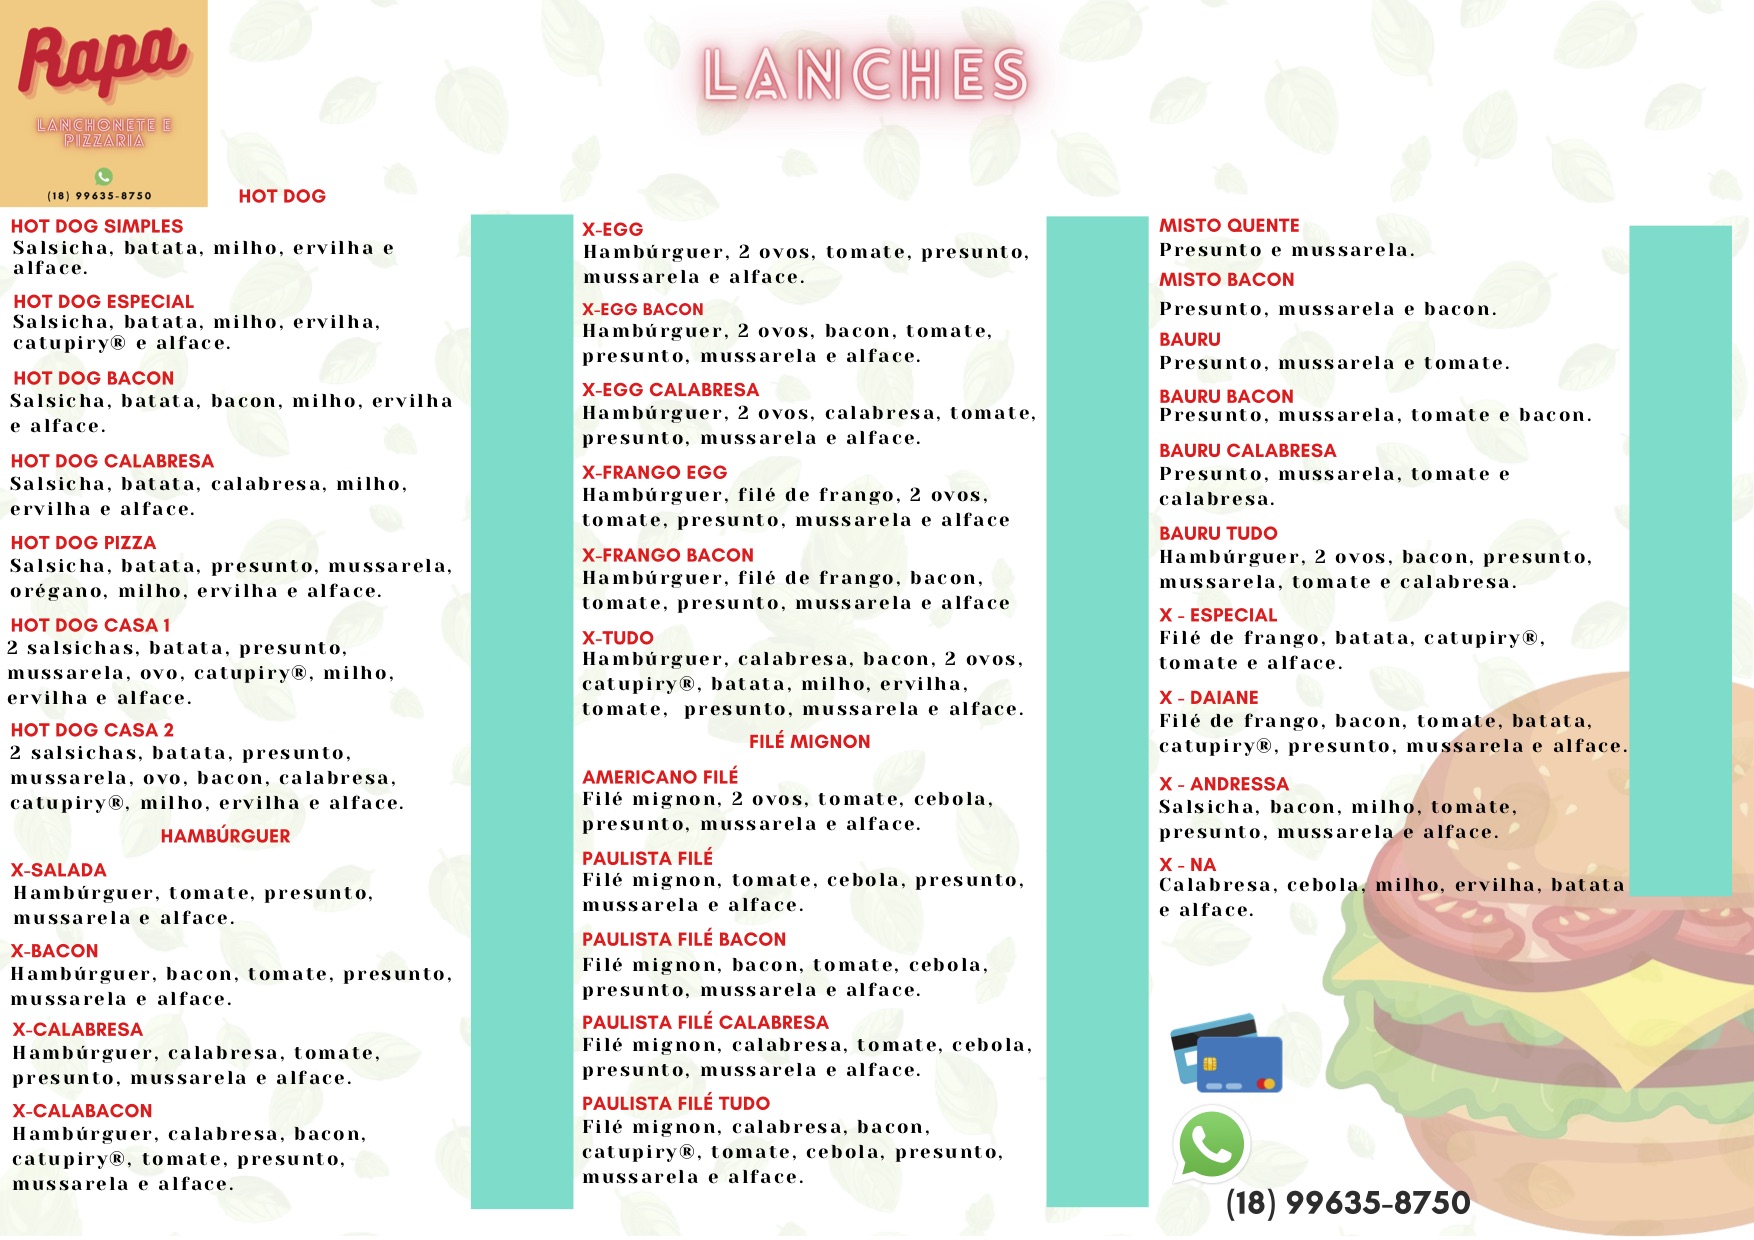 Rapa
LANCHONETE E
PIZZARIA
(18) 99635-8750
LANCHES
HOT DOG
HOT DOG SIMPLES
Salsicha, batata, milho, ervilha e
alface.
HOT DOG ESPECIAL
Salsicha, batata, milho, ervilha,
catupiry® e alface.
HOT DOG BACON
Salsicha, batata, bacon, milho, ervilha
e alface.
HOT DOG CALABRESA
Salsicha, batata, calabresa, milho,
ervilha e alface.
HOT DOG PIZZA
Salsicha, batata, presunto, mussarela,
orégano, milho, ervilha e alface.
HOT DOG CASA 1
2 salsichas, batata, presunto,
mussarela, ovo, catupiry®, milho,
ervilha e alface.
HOT DOG CASA 2
2 salsichas, batata, presunto,
mussarela, ovo, bacon, calabresa,
catupiry®, milho, ervilha e alface.
HAMBÚRGUER
X-SALADA
Hambúrguer, tomate, presunto,
mussarela e alface.
X-BACON
Hambúrguer, bacon, tomate, presunto,
mussarela e alface.
X-CALABRESA
Hambúrguer, calabresa, tomate,
presunto, mussarela e alface.
X-CALABACON
Hambúrguer, calabresa, bacon,
catupiry®, tomate, presunto,
mussarela e alface.
X-EGG
Hambúrguer, 2 ovos, tomate, presunto,
mussarela e alface.
X-EGG BACON
Hambúrguer, 2 ovos, bacon, tomate,
presunto, mussarela e alface.
X-EGG CALABRESA
Hambúrguer, 2 ovos, calabresa, tomate,
presunto, mussarela e alface.
X-FRANGO EGG
Hambúrguer, filé de frango, 2 ovos,
tomate, presunto, mussarela e alface
X-FRANGO BACON
Hambúrguer, filé de frango, bacon,
tomate, presunto, mussarela e alface
X-TUDO
Hambúrguer, calabresa, bacon, 2 ovos,
catupiry®, batata, milho, ervilha,
tomate, presunto, mussarela e alface.
FILÉ MIGNON
AMERICANO FILÉ
Filé mignon, 2 ovos, tomate, cebola,
presunto, mussarela e alface.
PAULISTA FILÉ
Filé mignon, tomate, cebola, presunto,
mussarela e alface.
PAULISTA FILÉ BACON
Filé mignon, bacon, tomate, cebola,
presunto, mussarela e alface.
PAULISTA FILÉ CALABRESA
Filé mignon, calabresa, tomate, cebola,
presunto, mussarela e alface.
PAULISTA FILÉ TUDO
Filé mignon, calabresa, bacon,
catupiry®, tomate, cebola, presunto,
mussarela e alface.
MISTO QUENTE
Presunto e mussarela.
MISTO BACON
Presunto, mussarela e bacon.
BAURU
Presunto, mussarela e tomate.
BAURU BACON
Presunto, mussarela, tomate e bacon.
BAURU CALABRESA
Presunto, mussarela, tomate e
calabresa.
BAURU TUDO
Hambúrguer, 2 ovos, bacon, presunto,
mussarela, tomate e calabresa.
X - ESPECIAL
Filé de frango, batata, catupiry®,
tomate e alface.
X - DAIANE
Filé de frango, bacon, tomate, batata,
catupiry®, presunto, mussarela e alface.
X - ANDRESSA
Salsicha, bacon, milho, tomate,
presunto, mussarela e alface.
X - NA
Calabresa, cebola, milho, ervilha, batata
e alface.
(18) 99635-8750